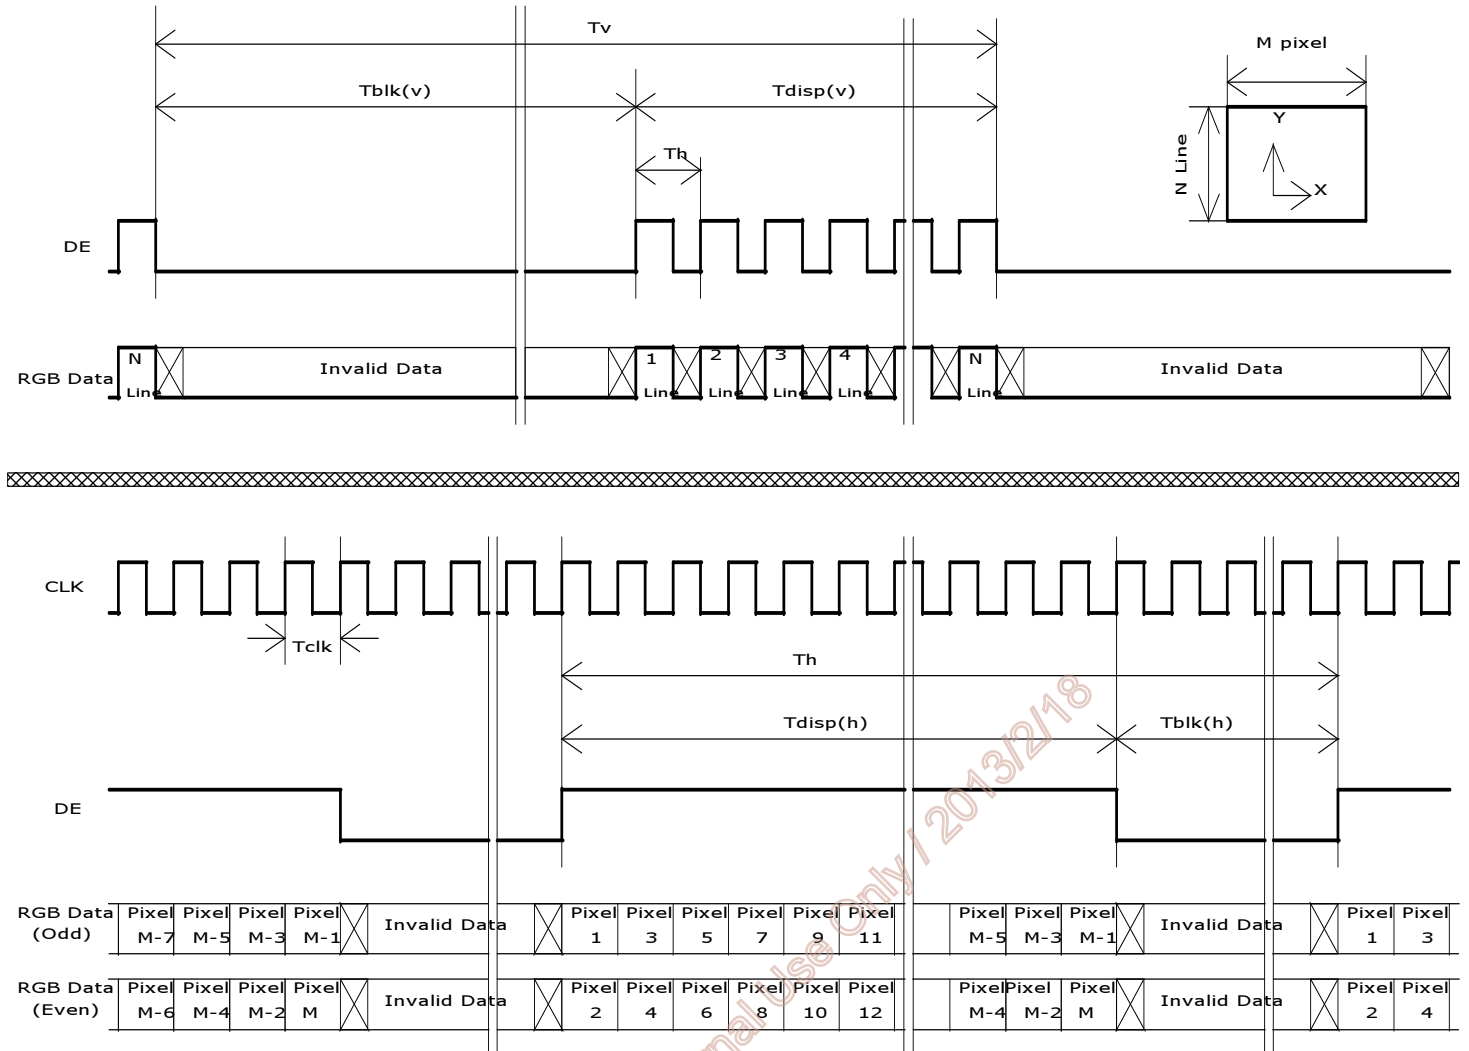 Tv
M pixel
Tblk(v) Tdisp(v)
Y
N Line
Th
X
DE
N 1 2 3 4 N
Invalid Data Invalid Data
RGB Data
Line Line Line Line Line Line
CLK
Tclk
Th
Tdisp(h) Tblk(h)
DE
RGB Data Pixel Pixel Pixel Pixel Invalid Data Pixel Pixel Pixel Pixel Pixel Pixel Pixel Pixel Pixel Invalid Data Pixel Pixel
(Odd) M-7 M-5 M-3 M-1 1 3 5 7 9 11 M-5 M-3 M-1 1 3
RGB Data Pixel Pixel Pixel Pixel Invalid Data Pixel Pixel Pixel Pixel Pixel Pixel Pixel Pixel Pixel Invalid Data Pixel Pixel
(Even) M-6 M-4 M-2 M 2 4 6 8 10 12 M-4 M-2 M 2 4
Use Only / 2013/2/18